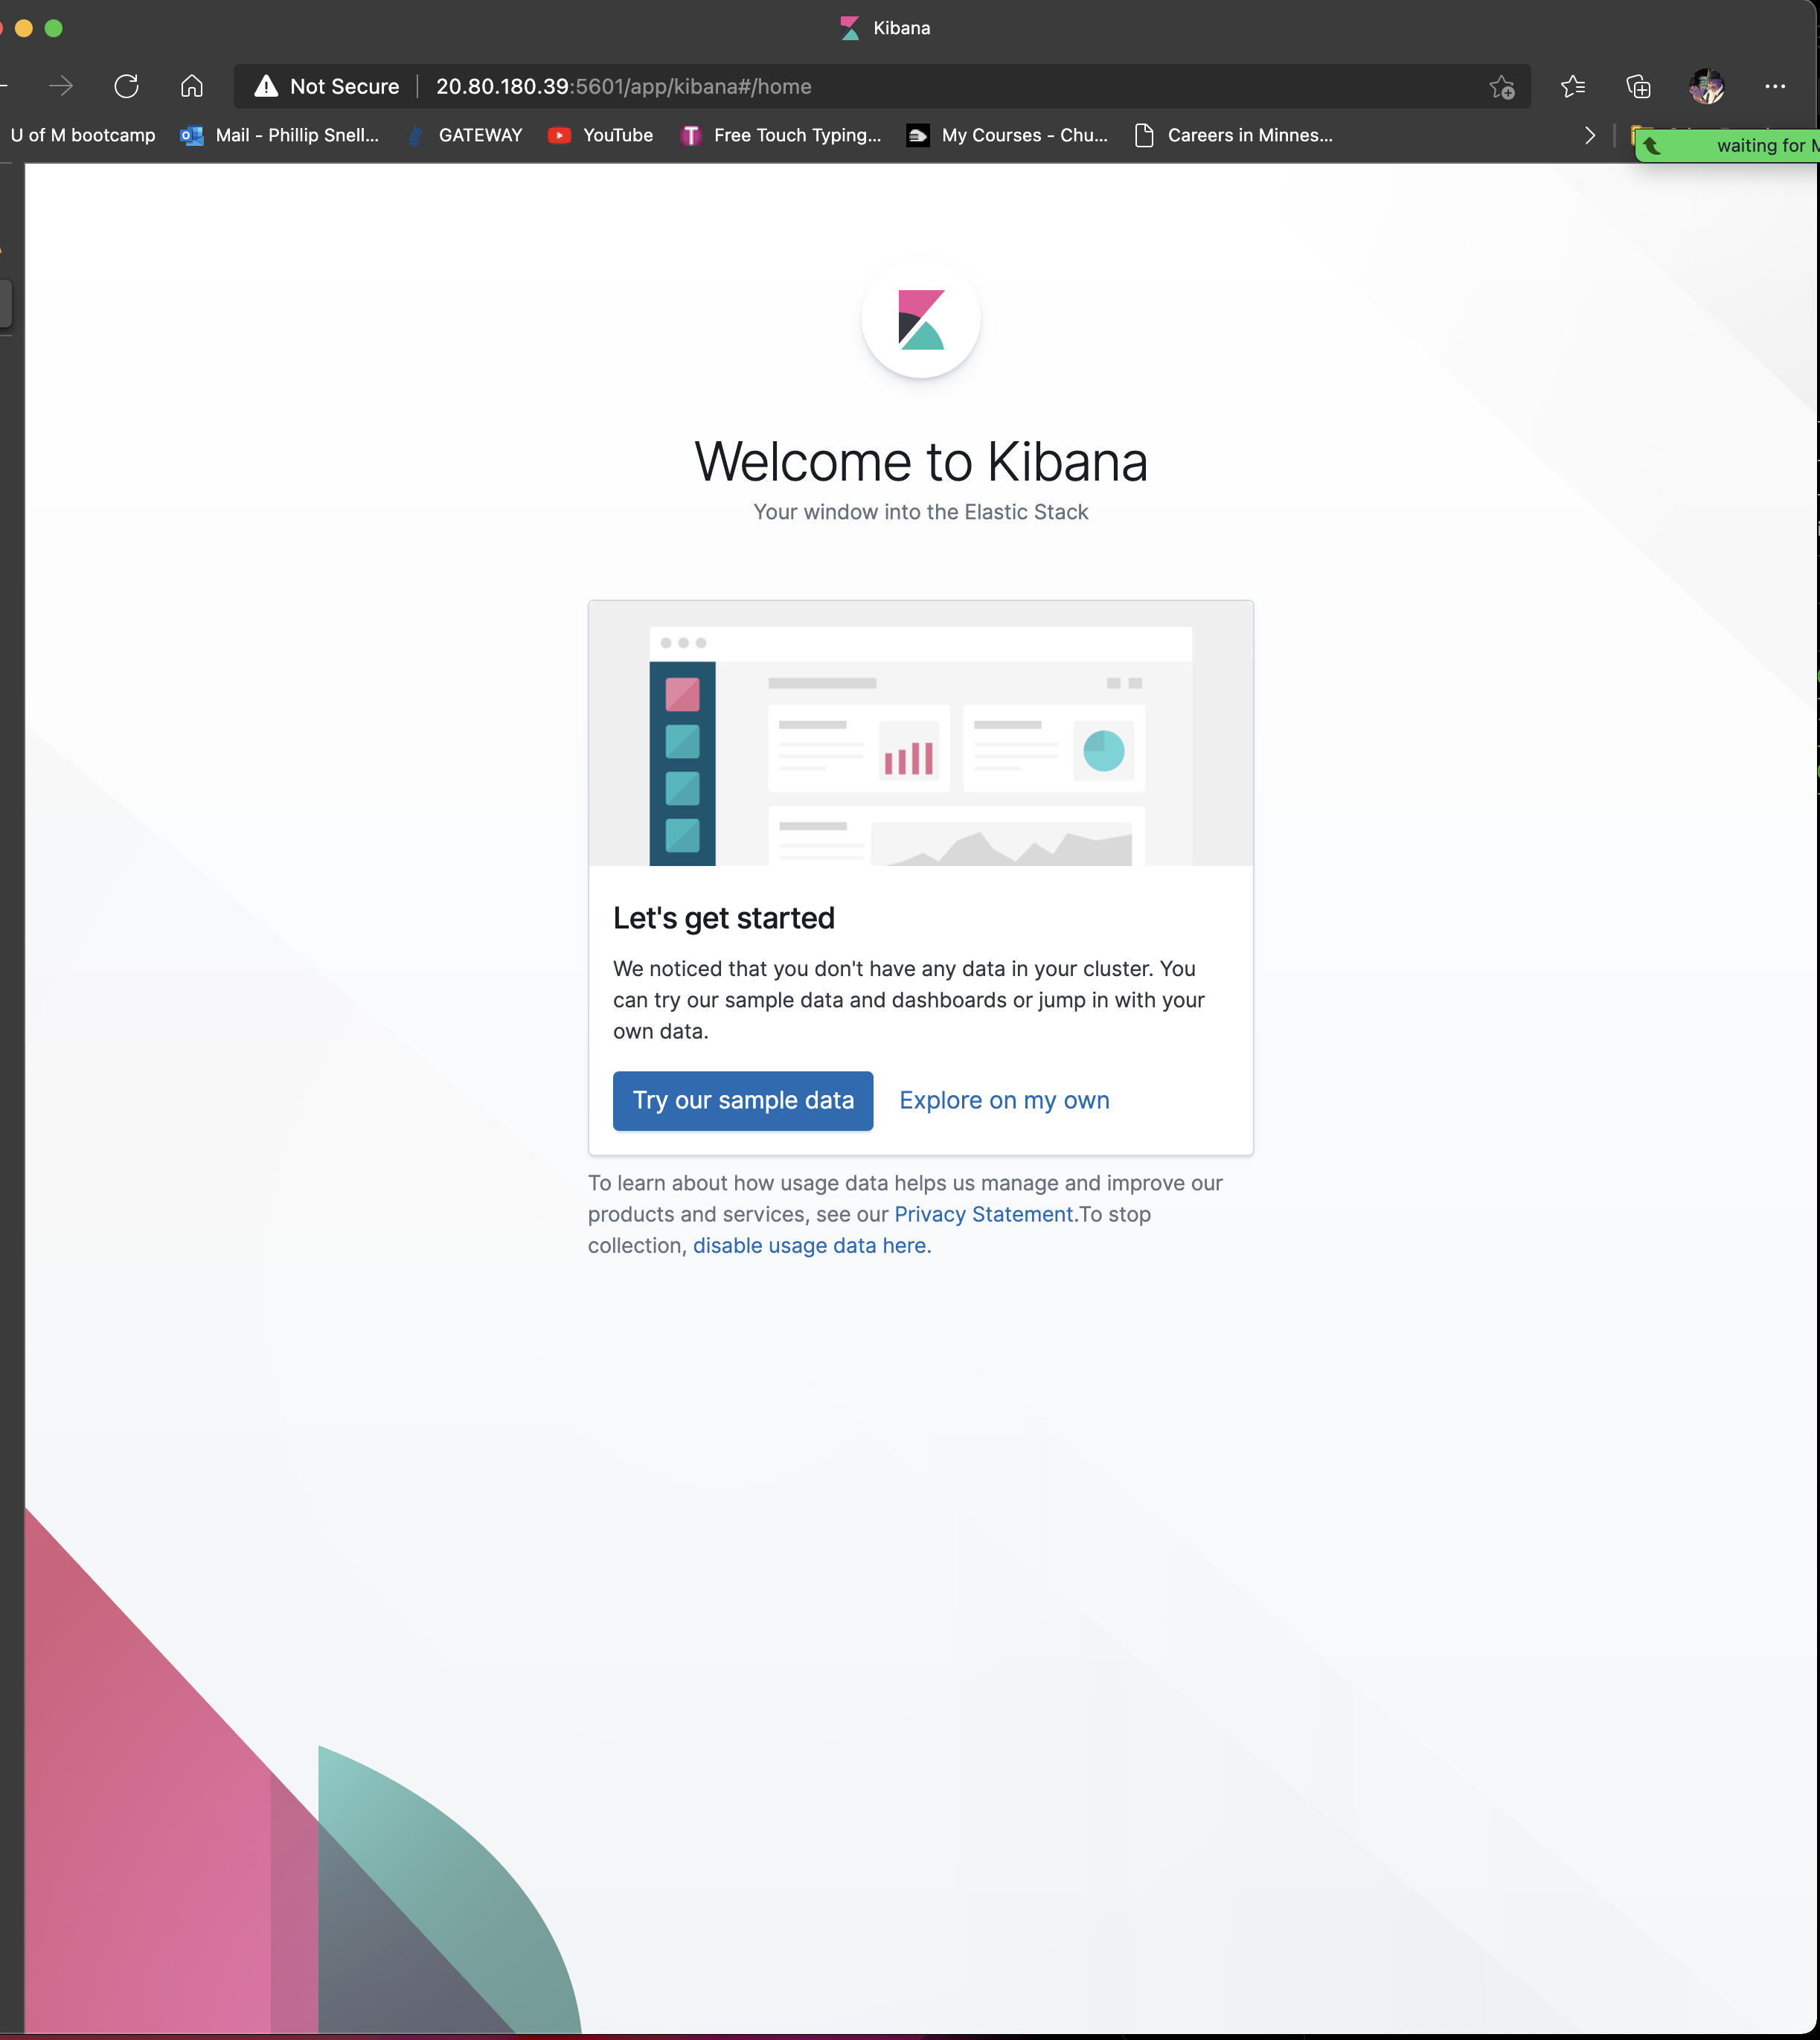 Kibana
Not Secure
20.80.180.39:5601/app/kibana#/home
U of M bootcamp
Mail - Phillip Snell...
GATEWAY
YouTube
Free Touch Typing...
My Courses - Chu...
Careers in Minnes...
waiting for
Welcome to Kibana
Your window into the Elastic Stack
Let's get started
We noticed that you don't have any data in your cluster. You
can try our sample data and dashboards or jump in with your
own data.
Try our sample data
Explore on my own
To learn about how usage data helps us manage and improve our
products and services, see our Privacy Statement.To stop
collection, disable usage data here.